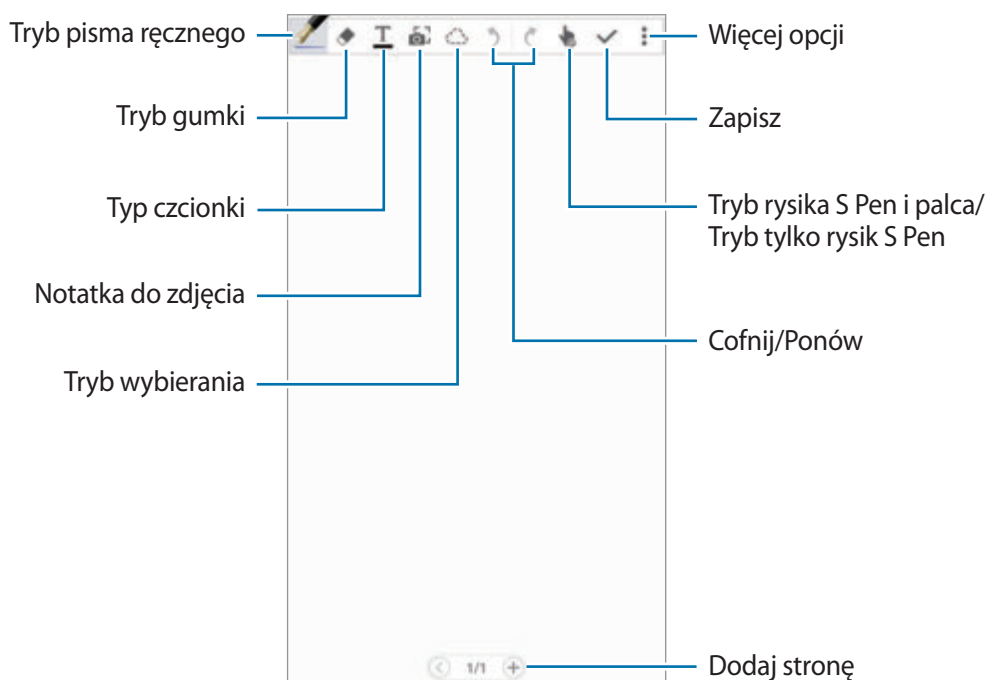 Tryb pisma ręcznego
Więcej opcji
Tryb gumki
Zapisz
Typ czcionki
Tryb rysika S Pen i palca/
Tryb tylko rysik S Pen
Notatka do zdjęcia
Cofnij/Ponów
Tryb wybierania
1/1
Dodaj stronę